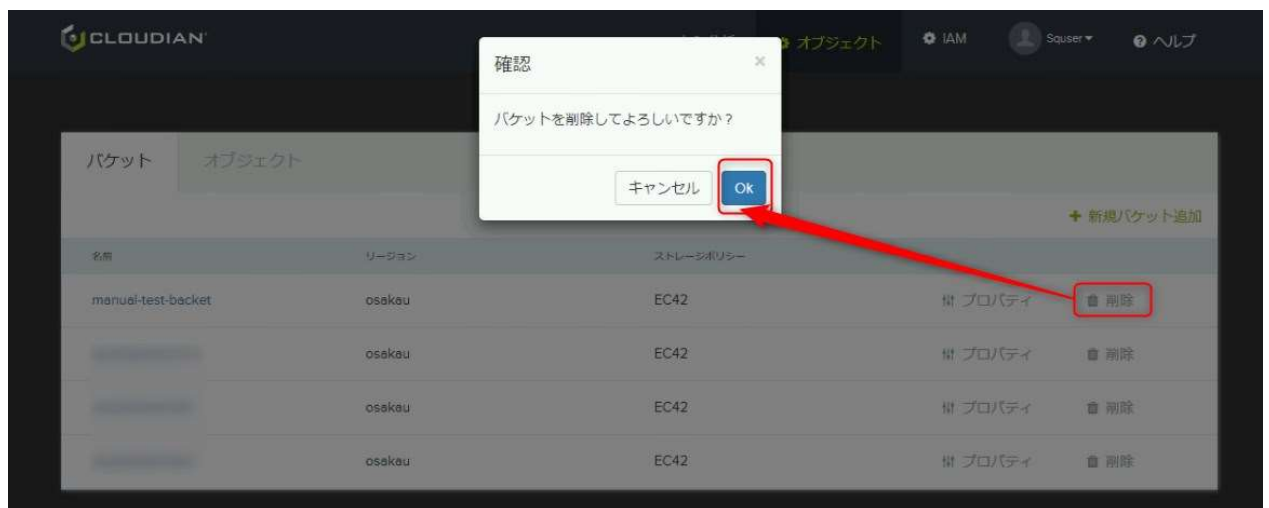 CLOUDIAN
オブジェクト
IAM
Squser
ヘルプ
確認
×
バケットを削除してよろしいですか？
キャンセル
Ok
バケット
オブジェクト
+ 新規バケット追加
名前 リージョン ストレージポリシー
manual-test-backet osakau EC42 プロパティ 削除
osakau EC42 プロパティ 削除
osakau EC42 プロパティ 削除
osakau EC42 プロパティ 削除